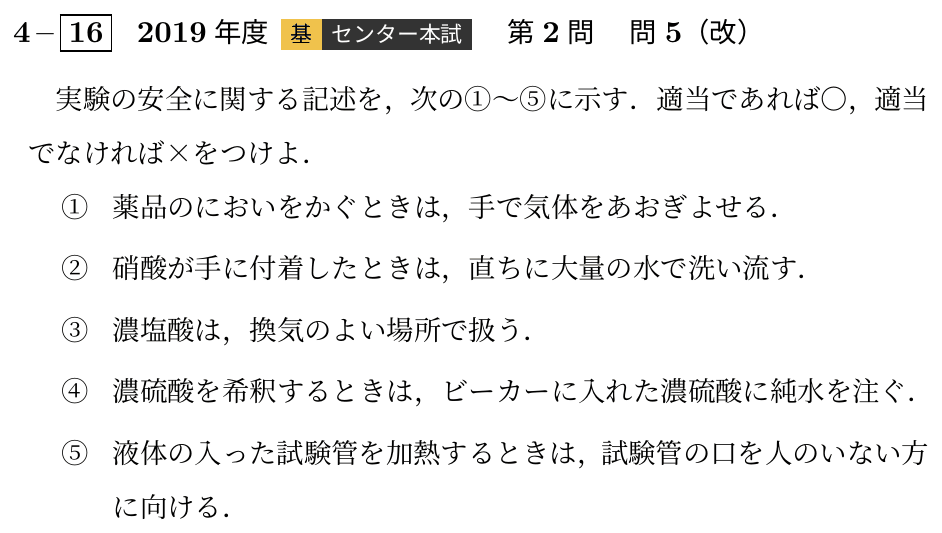 4−16 2019 年度 基 センター本試 第 2 問 問 5（改）
実験の安全に関する記述を，次の①〜⑤に示す．適当であれば○，適当
でなければ×をつけよ．
① 薬品のにおいをかぐときは，手で気体をあおぎよせる．
② 硝酸が手に付着したときは，直ちに大量の水で洗い流す．
③ 濃塩酸は，換気のよい場所で扱う．
④ 濃硫酸を希釈するときは，ビーカーに入れた濃硫酸に純水を注ぐ．
⑤ 液体の入った試験管を加熱するときは，試験管の口を人のいない方
に向ける．